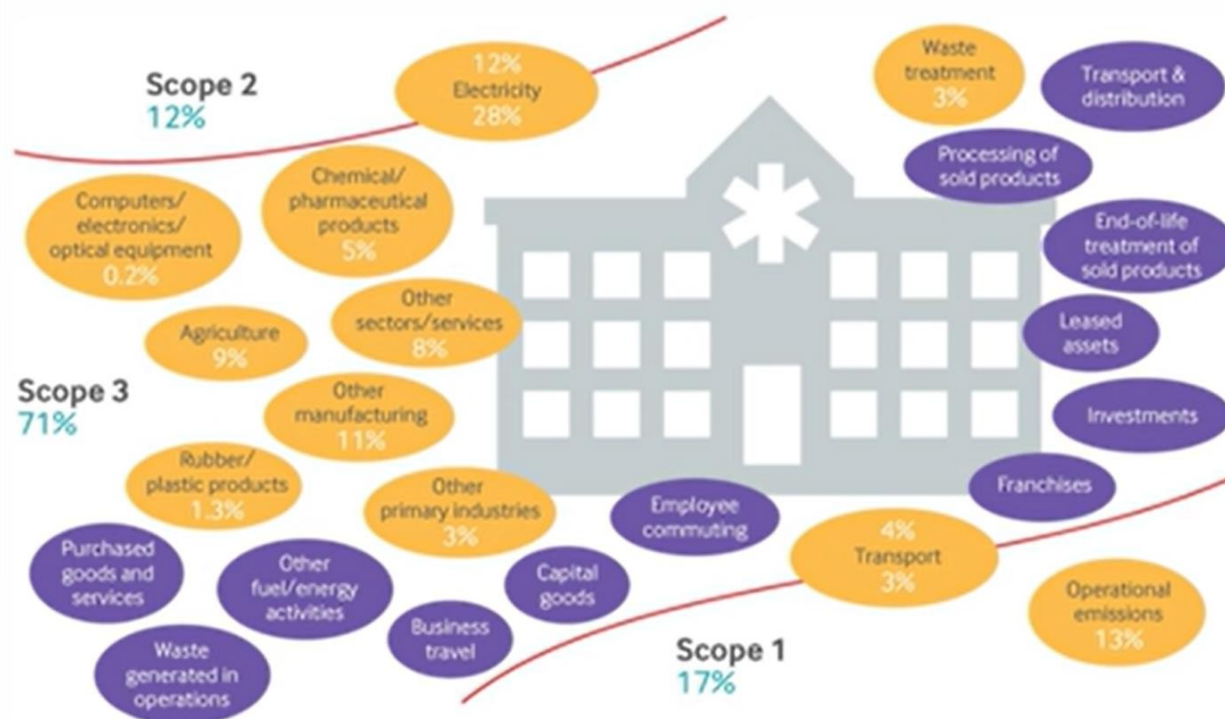 Scope 2
12%
12%
Electricity
28%
Waste
treatment
3%
Transport &
distribution
Processing of
sold products
End-of-life
treatment of
sold products
Leased
assets
Investments
Franchises
Computers/
electronics/
optical equipment
0.2%
Chemical/
pharmaceutical
products
5%
Agriculture
9%
Other
sectors/services
8%
Scope 3
71%
Other
manufacturing
11%
Rubber/
plastic products
1.3%
Other
primary industries
3%
Employee
commuting
Purchased
goods and
services
Other
fuel/energy
activities
Capital
goods
Business
travel
Waste
generated in
operations
4%
Transport
3%
Operational
emissions
13%
Scope 1
17%